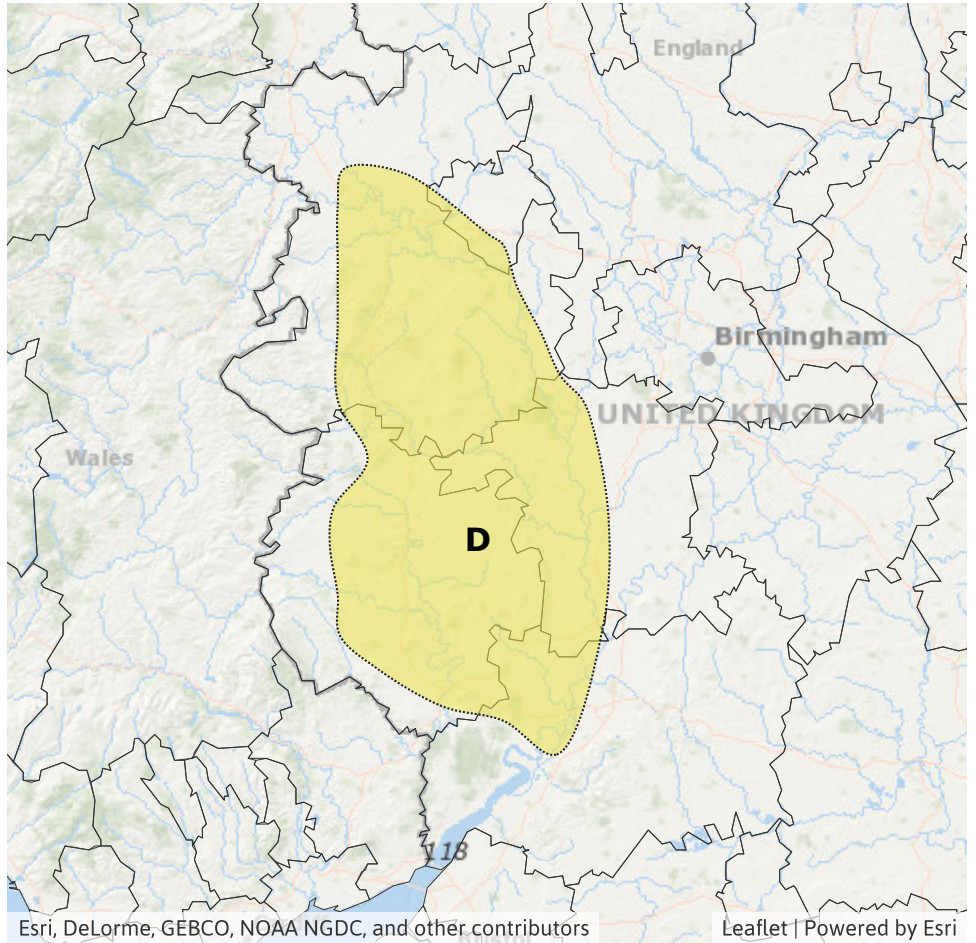 England
Birmingham
UNITED KINGDOM
Wales
D
118
Esri, DeLorme, GEBCO, NOAA NGDC, and other contributors
Leaflet | Powered by Esri